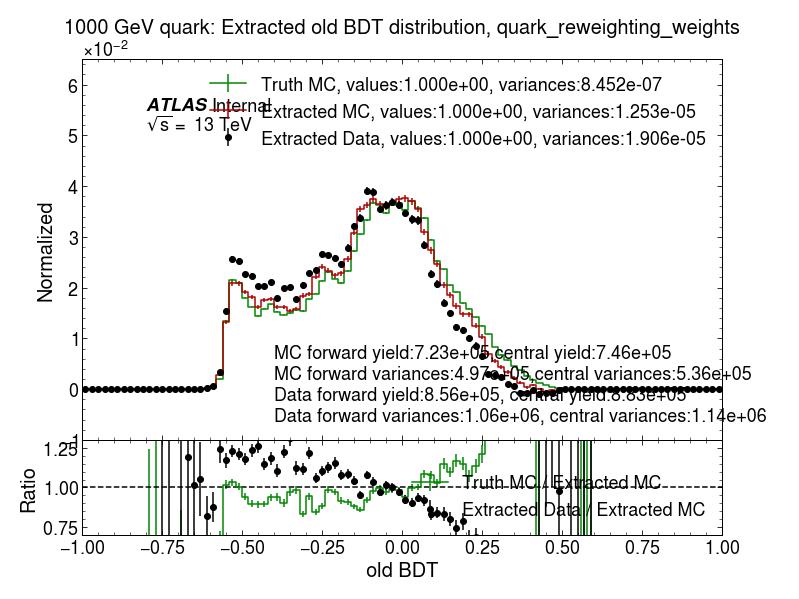 1000 GeV quark: Extracted old BDT distribution, quark_reweighting_weights
×10⁻²
Truth MC, values:1.000e+00, variances:8.452e-07
ATLAS Internal
Extracted MC, values:1.000e+00, variances:1.253e-05
√s = 13 TeV
Extracted Data, values:1.000e+00, variances:1.906e-05
6
5
4
3
2
1
0
Normalized
MC forward yield:7.23e+05, central yield:7.46e+05
MC forward variances:4.97e+05, central variances:5.36e+05
Data forward yield:8.56e+05, central yield:8.83e+05
Data forward variances:1.06e+06, central variances:1.14e+06
1
1.25
1.00
0.75
Ratio
Truth MC / Extracted MC
Extracted Data / Extracted MC
−1.00 −0.75 −0.50 −0.25 0.00 0.25 0.50 0.75 1.00
old BDT